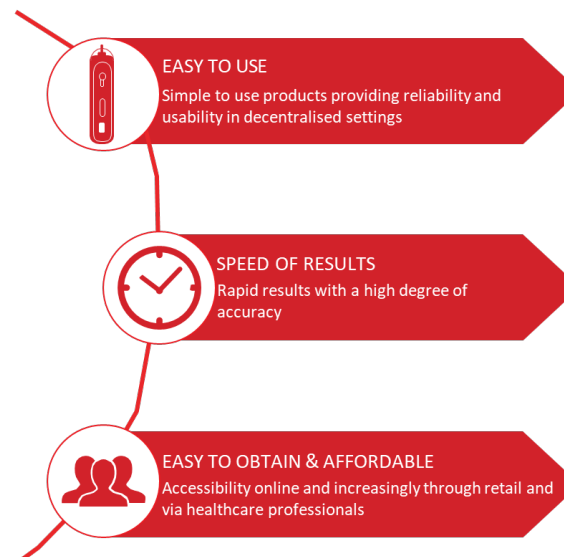 EASY TO USE
Simple to use products providing reliability and
usability in decentralised settings
SPEED OF RESULTS
Rapid results with a high degree of
accuracy
EASY TO OBTAIN & AFFORDABLE
Accessibility online and increasingly through retail and
via healthcare professionals